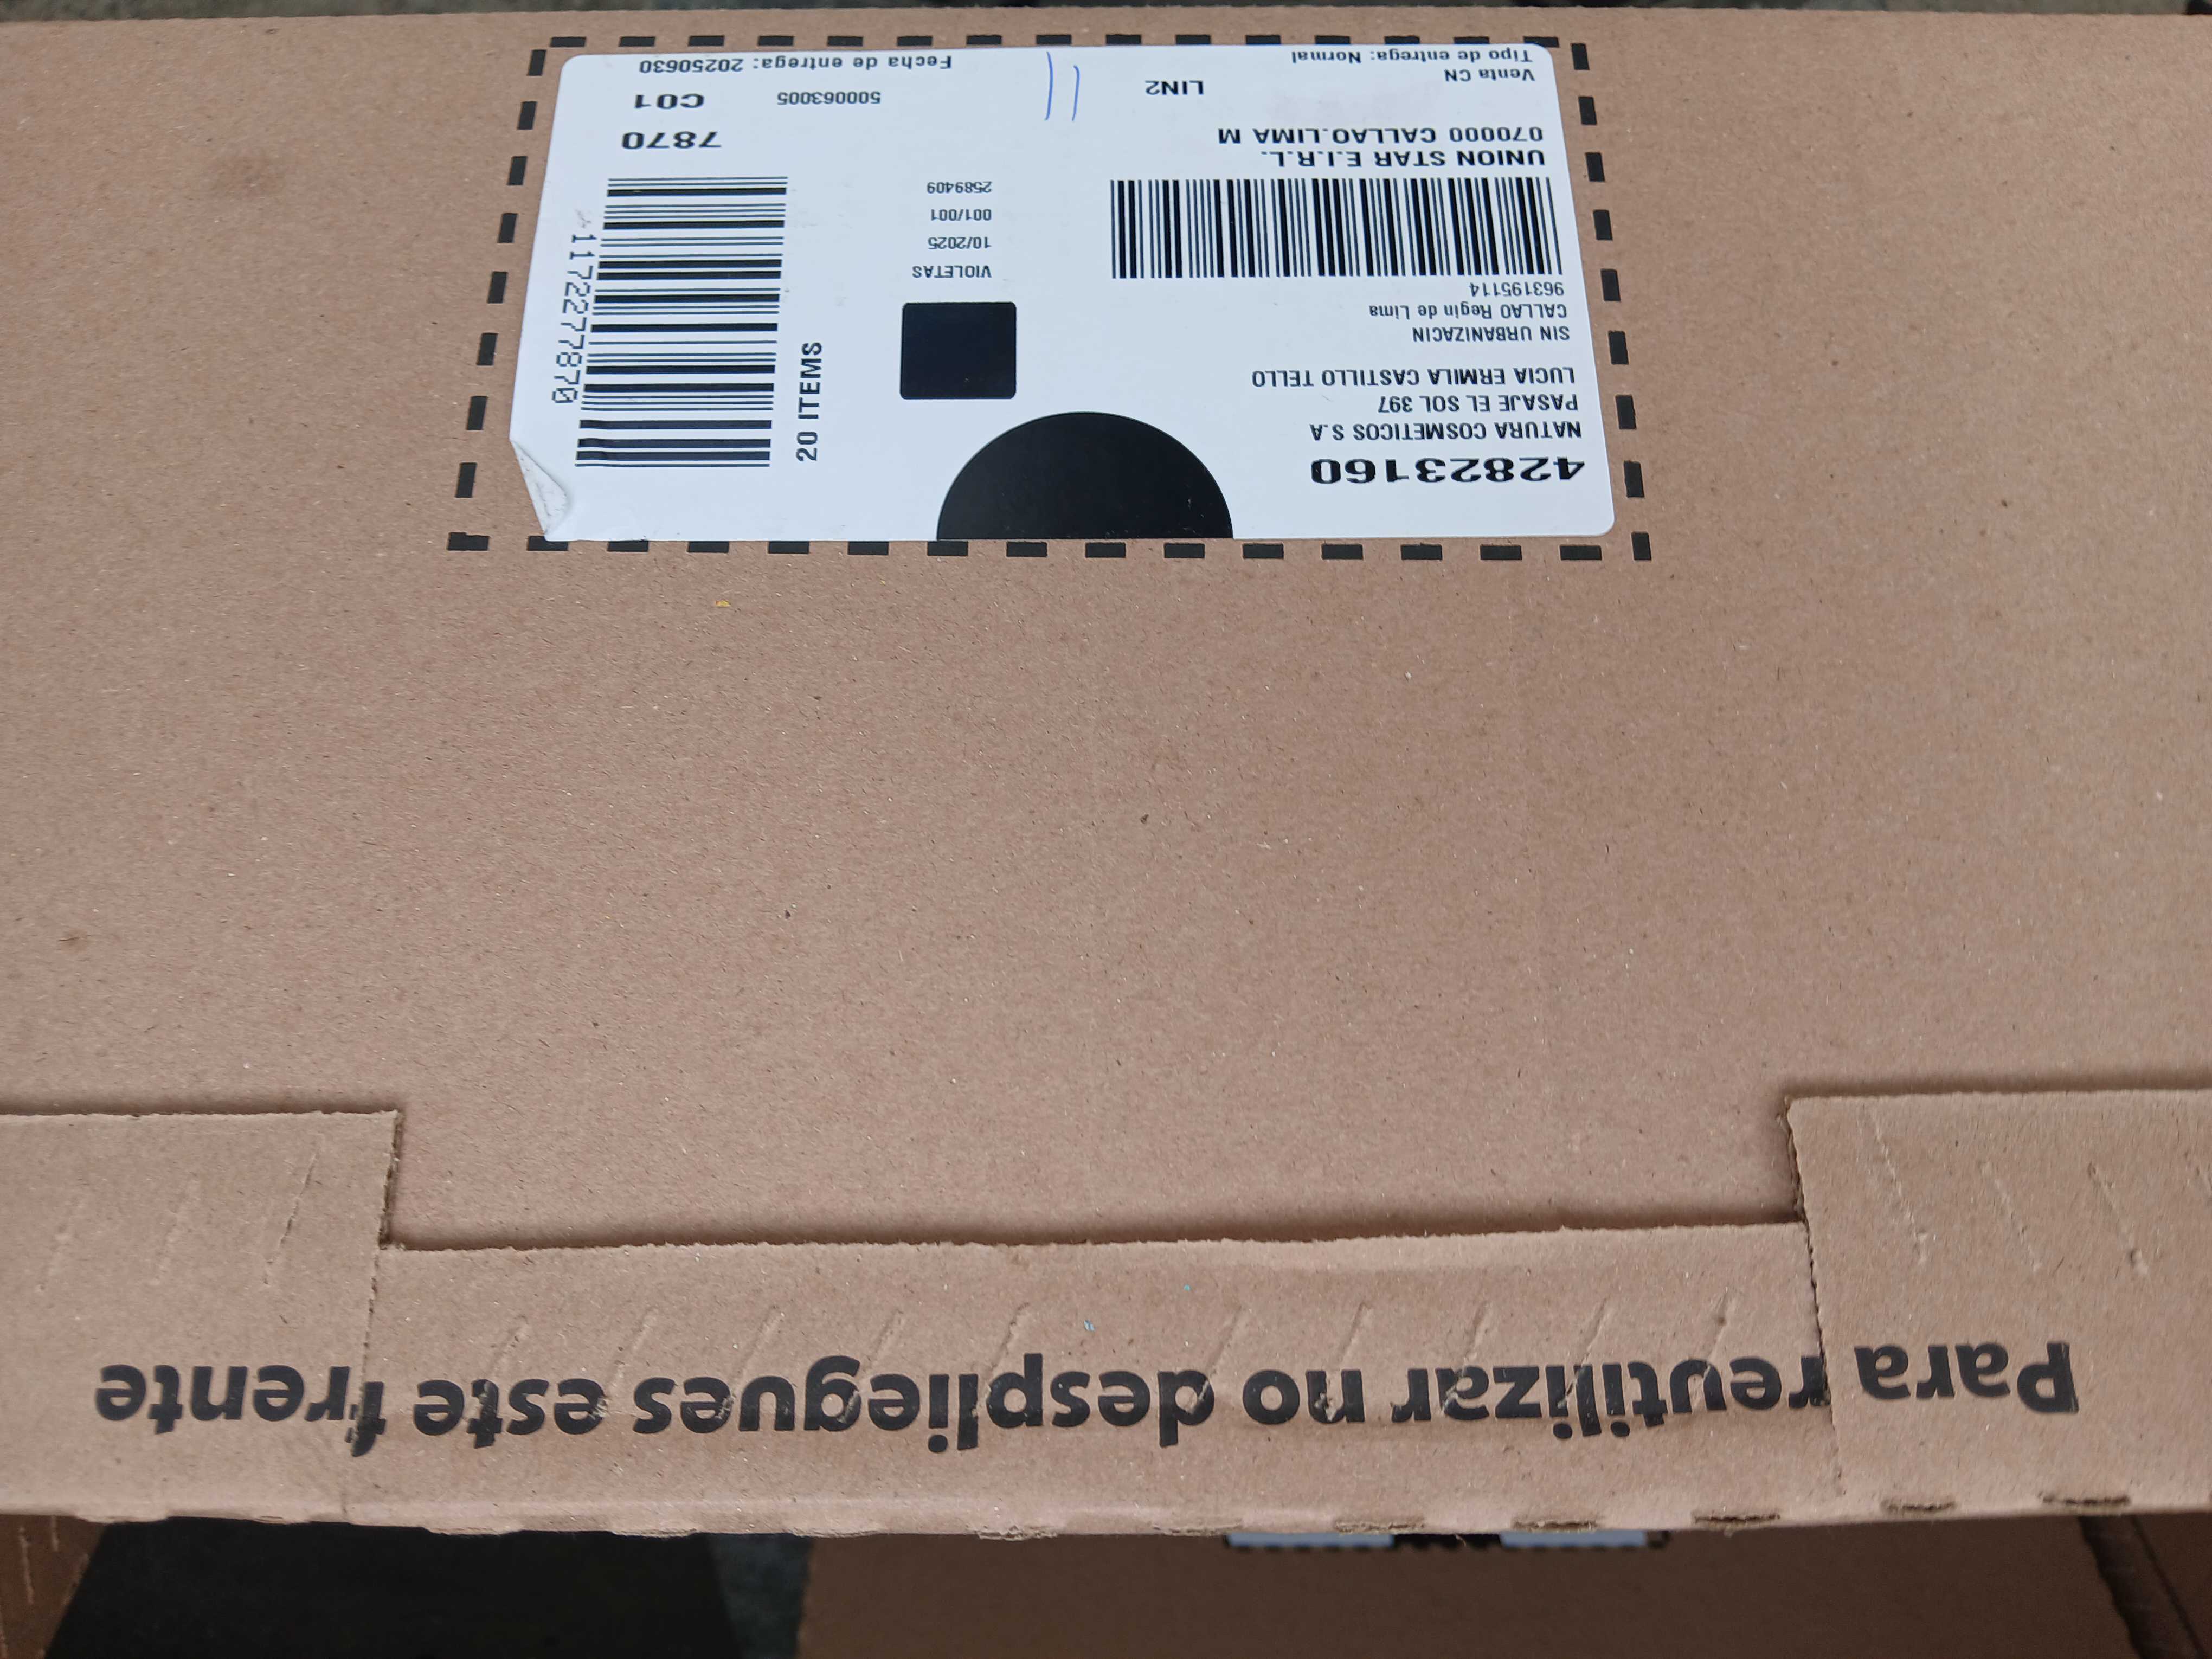 42823160
NATURA COSMETICOS S.A
PASAJE EL SOL 397
LUCIA ERMILA CASTILLO TELLO
SIN URBANIZACIN
CALLAO Regin de Lima
963195114
UNION STAR E.I.R.L.
070000 CALLAO.LIMA M
Venta CN
LIN2
Tipo de entrega: Normal
VIOLETAS
10/2025
001/001
2589409
20 ITEMS
117227870
7870
500063005
C01
Fecha de entrega: 20250630
Para reutilizar no despliegues este frente